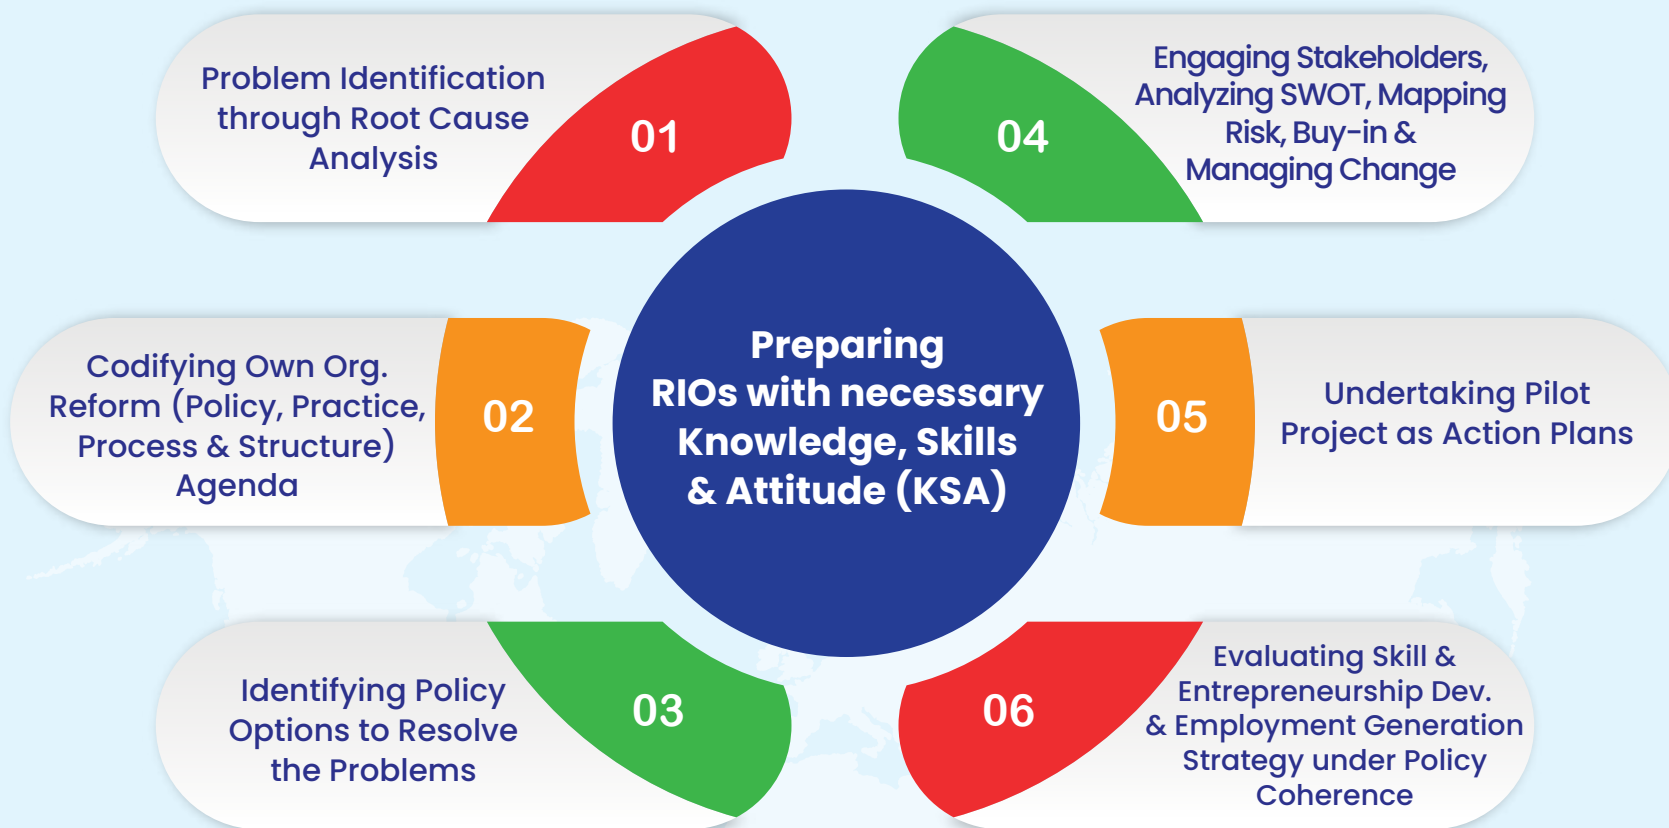 01
Problem Identification
through Root Cause
Analysis
02
Codifying Own Org.
Reform (Policy, Practice,
Process & Structure)
Agenda
03
Identifying Policy
Options to Resolve
the Problems
Preparing
RIOs with necessary
Knowledge, Skills
& Attitude (KSA)
04
Engaging Stakeholders,
Analyzing SWOT, Mapping
Risk, Buy-in &
Managing Change
05
Undertaking Pilot
Project as Action Plans
06
Evaluating Skill &
Entrepreneurship Dev.
& Employment Generation
Strategy under Policy
Coherence